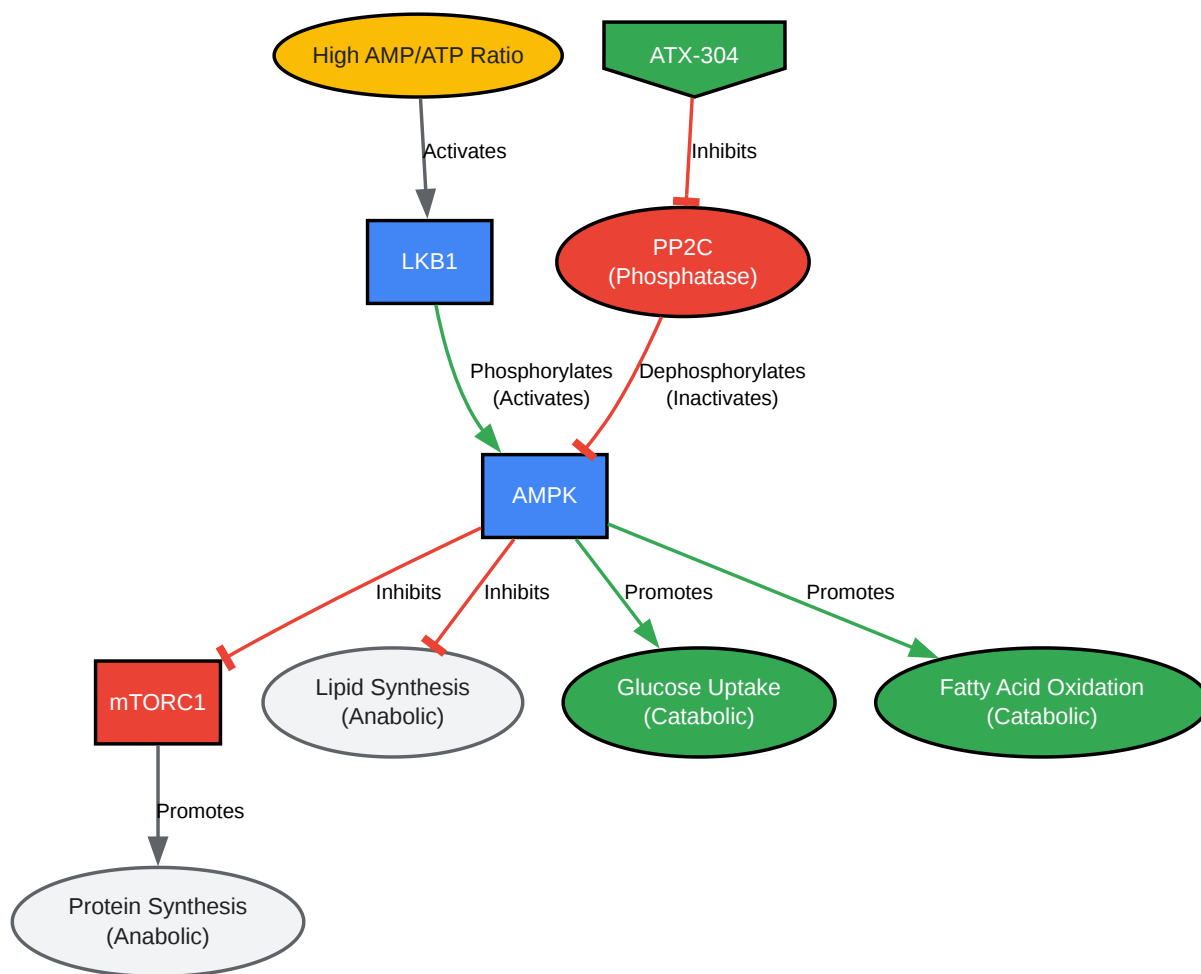 High AMP/ATP Ratio
ATX-304
Activates
Inhibits
LKB1
PP2C
(Phosphatase)
Phosphorylates
(Activates)
Dephosphorylates
(Inactivates)
AMPK
Inhibits
Inhibits
Promotes
Promotes
mTORC1
Lipid Synthesis
(Anabolic)
Glucose Uptake
(Catabolic)
Fatty Acid Oxidation
(Catabolic)
Promotes
Protein Synthesis
(Anabolic)